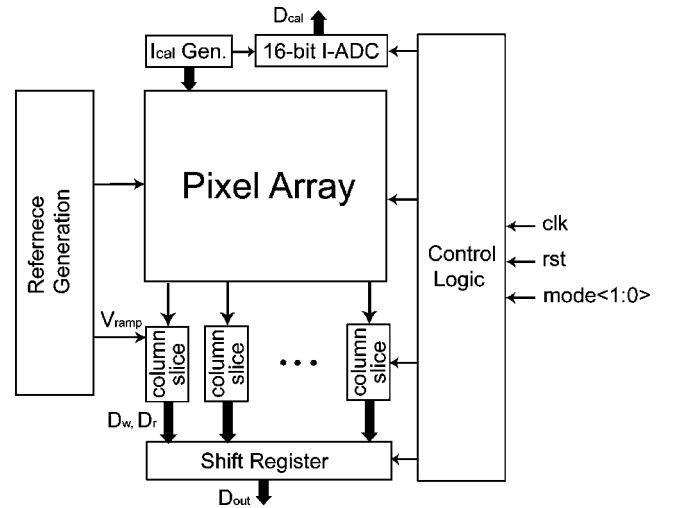 Dcal
Ical Gen.
16-bit I-ADC
Refernece
Generation
Pixel Array
Control
Logic
clk
rst
mode<1:0>
Vramp
column
slice
column
slice
• • •
column
slice
Dw, Dr
Shift Register
Dout